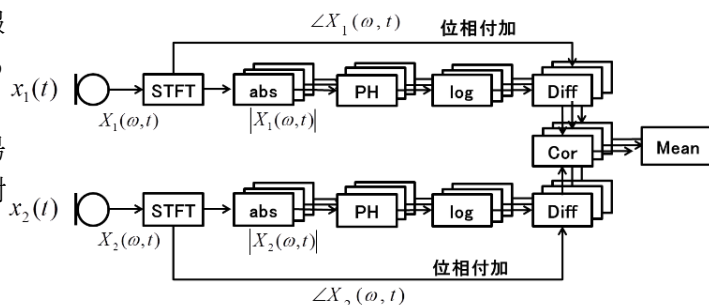 ∠X₁(ω, t) 位相付加
x₁(t) STFT abs PH log Diff
X₁(ω,t) |X₁(ω,t)|
Cor Mean
x₂(t) STFT abs PH log Diff
X₂(ω,t) |X₂(ω,t)|
位相付加
∠X₂(ω, t)